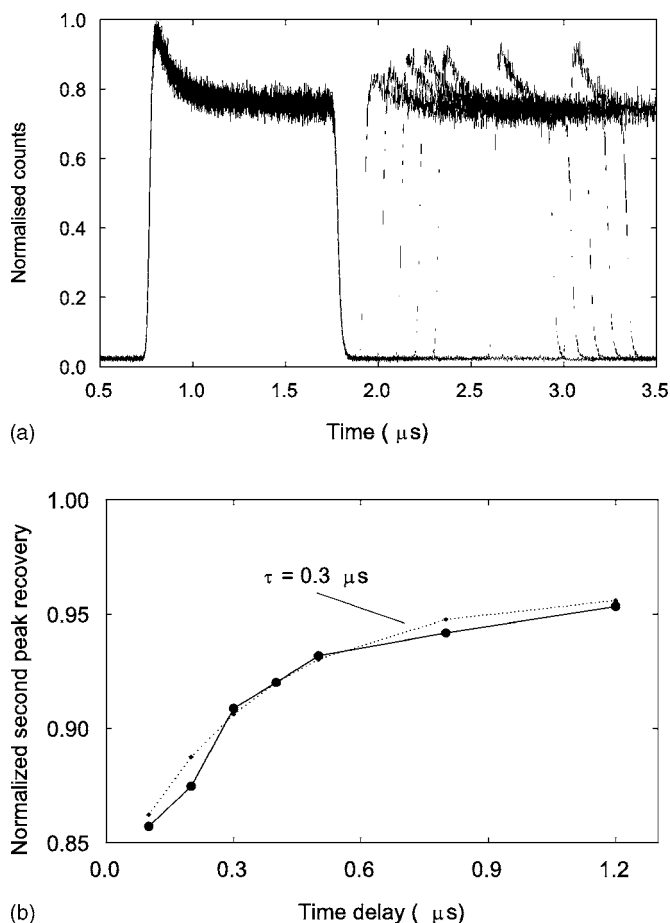 1.0
0.8
0.6
0.4
0.2
0.0
Normalised counts
0.5 1.0 1.5 2.0 2.5 3.0 3.5
(a) Time ( μs)
1.00
0.95
0.90
0.85
Normalized second peak recovery
τ = 0.3 μs
0.0 0.3 0.6 0.9 1.2
(b) Time delay ( μs)